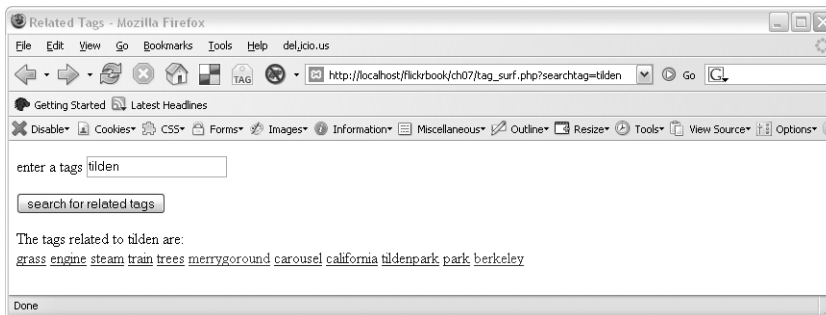 Related Tags - Mozilla Firefox
File Edit View Go Bookmarks Tools Help del.icio.us
TAG http://localhost/flickrbook/ch07/tag_surf.php?searchtag=tilden Go G
Getting Started Latest Headlines
Disable Cookies CSS Forms Images Information Miscellaneous Outline Resize Tools View Source Options
enter a tags tilden
search for related tags
The tags related to tilden are:
grass engine steam train trees merrygoround carousel california tildenpark park berkeley
Done